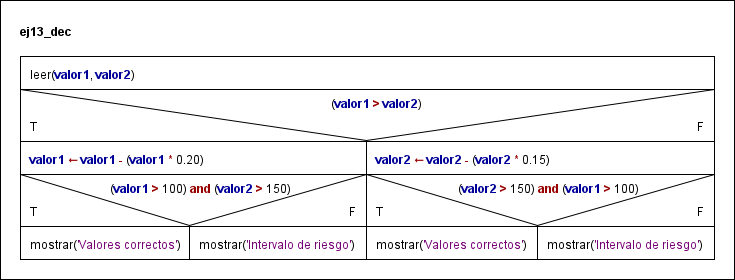 ej13_dec
leer(valor1, valor2)
(valor1 > valor2)
T F
valor1 ← valor1 - (valor1 * 0.20) valor2 ← valor2 - (valor2 * 0.15)
(valor1 > 100) and (valor2 > 150) (valor2 > 150) and (valor1 > 100)
T F T F
mostrar('Valores correctos') mostrar('Intervalo de riesgo') mostrar('Valores correctos') mostrar('Intervalo de riesgo')